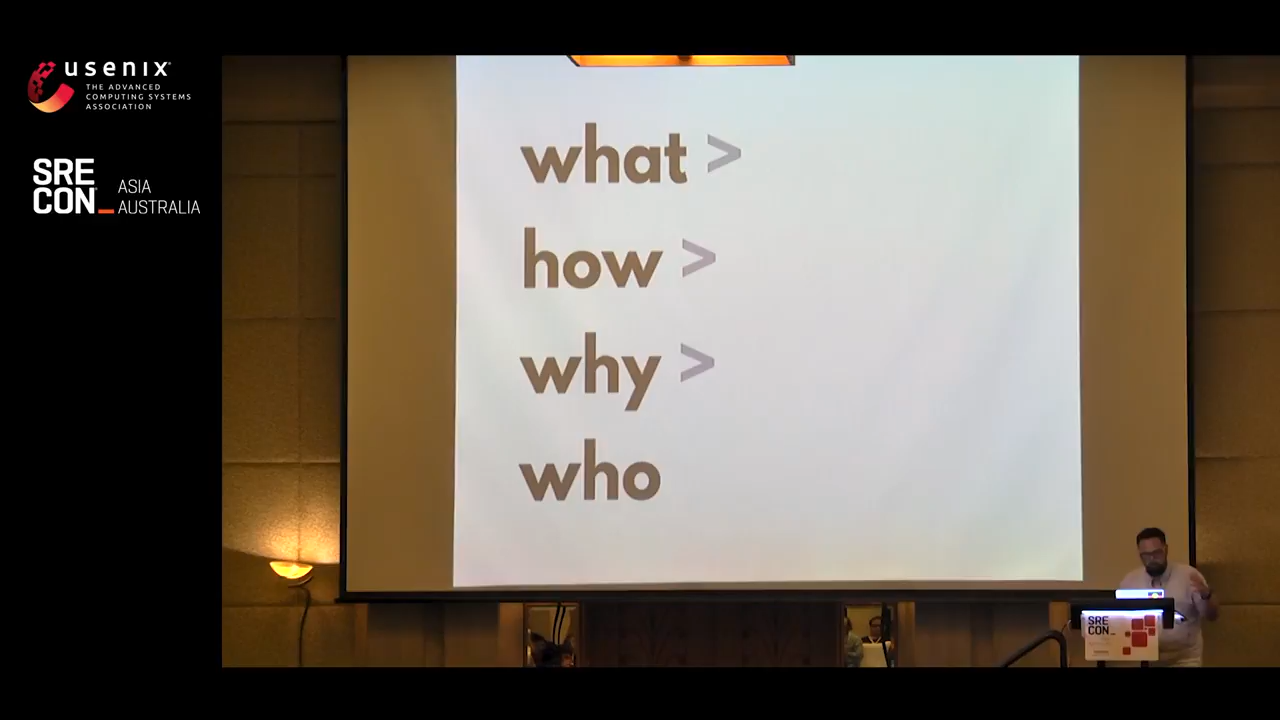 usenix
THE ADVANCED
COMPUTING SYSTEMS
ASSOCIATION
SRE
CON
ASIA
AUSTRALIA
what >
how >
why >
who
SRE
CON